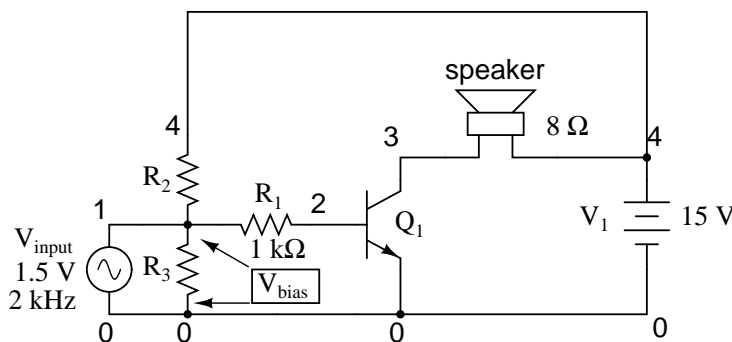 speaker
4
3
8 Ω
4
R2
R1
1
2
Q1
V1
15 V
Vinput
1.5 V
2 kHz
R3
1 kΩ
Vbias
0
0
0
0